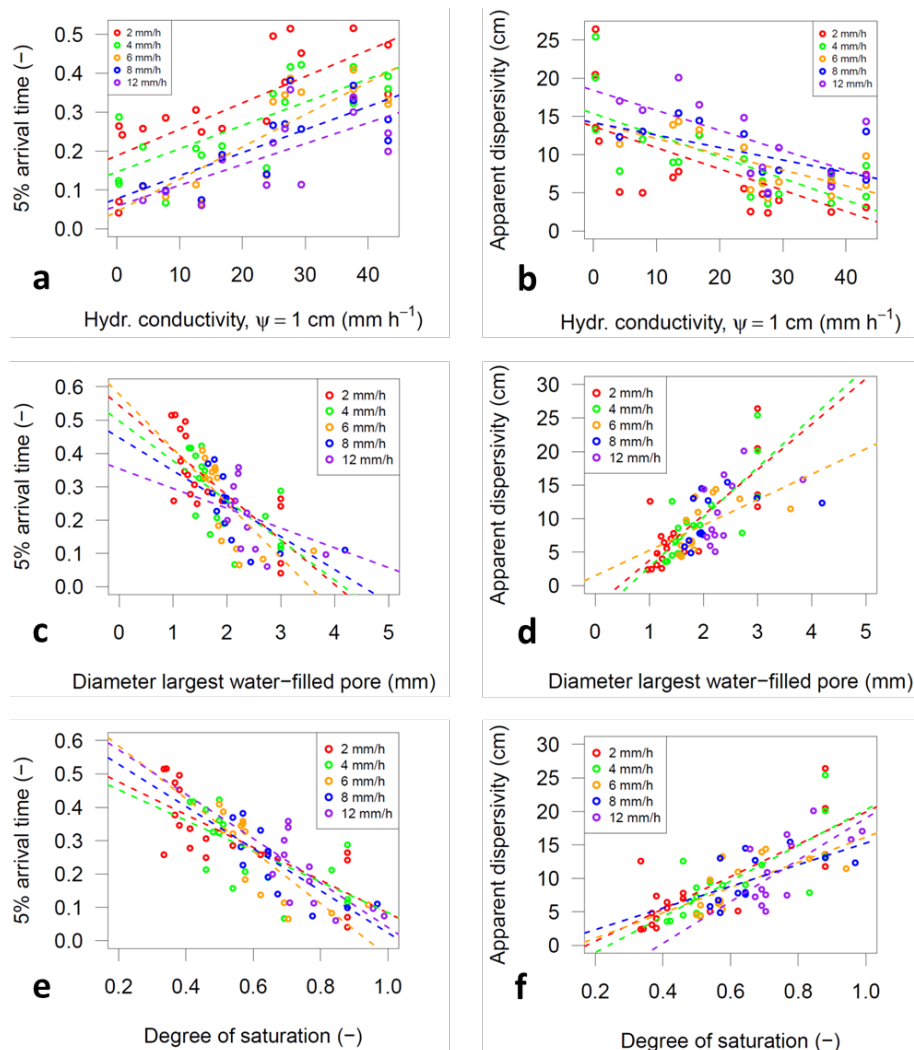 5% arrival time (−)
0.5
0.4
0.3
0.2
0.1
0.0
2 mm/h
4 mm/h
6 mm/h
8 mm/h
12 mm/h
0 10 20 30 40
a
Hydr. conductivity, ψ = 1 cm (mm h⁻¹)
Apparent dispersivity (cm)
25
20
15
10
5
0
2 mm/h
4 mm/h
6 mm/h
8 mm/h
12 mm/h
0 10 20 30 40
b
Hydr. conductivity, ψ = 1 cm (mm h⁻¹)
5% arrival time (−)
0.6
0.5
0.4
0.3
0.2
0.1
0.0
2 mm/h
4 mm/h
6 mm/h
8 mm/h
12 mm/h
0 1 2 3 4 5
c
Diameter largest water−filled pore (mm)
Apparent dispersivity (cm)
30
25
20
15
10
5
0
2 mm/h
4 mm/h
6 mm/h
8 mm/h
12 mm/h
0 1 2 3 4 5
d
Diameter largest water−filled pore (mm)
5% arrival time (−)
0.6
0.5
0.4
0.3
0.2
0.1
0.0
2 mm/h
4 mm/h
6 mm/h
8 mm/h
12 mm/h
0.2 0.4 0.6 0.8 1.0
e
Degree of saturation (−)
Apparent dispersivity (cm)
30
25
20
15
10
5
0
2 mm/h
4 mm/h
6 mm/h
8 mm/h
12 mm/h
0.2 0.4 0.6 0.8 1.0
f
Degree of saturation (−)